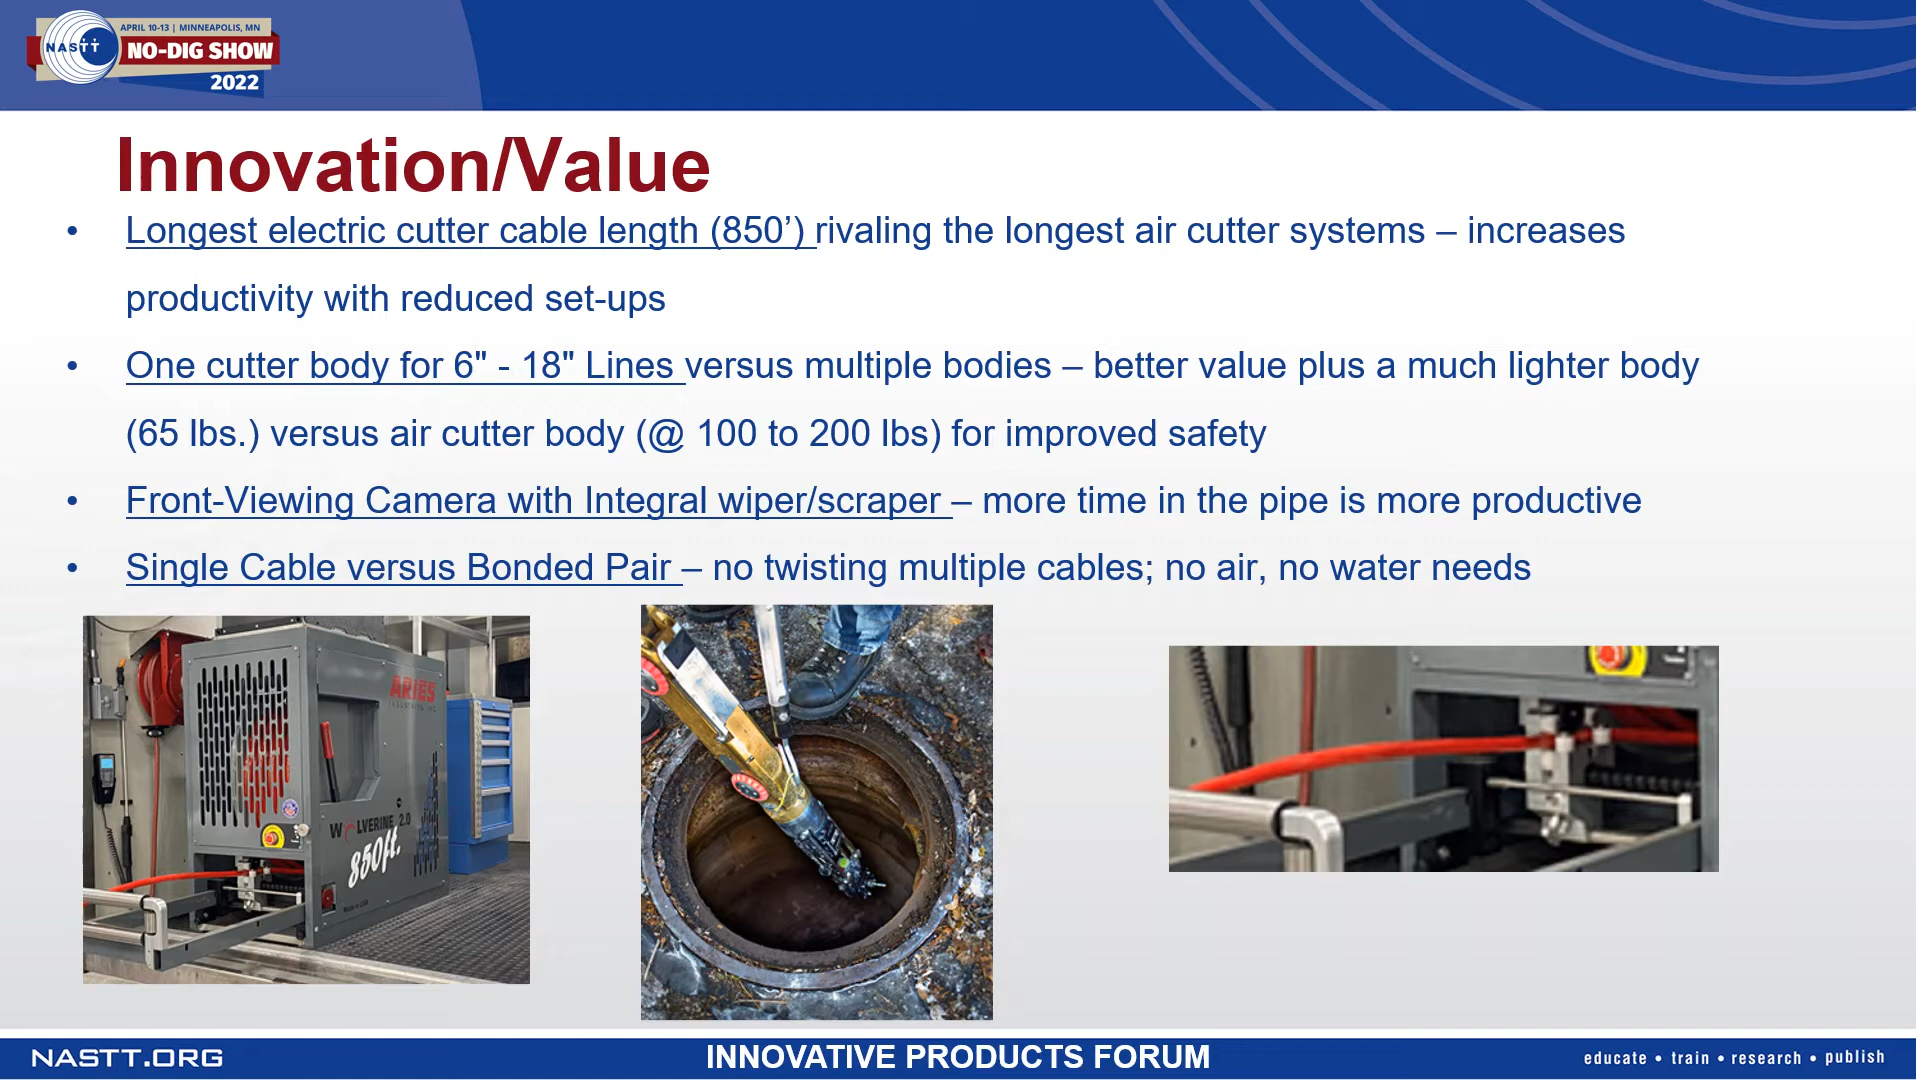 APRIL 10-13 | MINNEAPOLIS, MN
NASTT
NO-DIG SHOW
2022
Innovation/Value
• Longest electric cutter cable length (850’) rivaling the longest air cutter systems – increases
productivity with reduced set-ups
• One cutter body for 6" - 18" Lines versus multiple bodies – better value plus a much lighter body
(65 lbs.) versus air cutter body (@ 100 to 200 lbs) for improved safety
• Front-Viewing Camera with Integral wiper/scraper – more time in the pipe is more productive
• Single Cable versus Bonded Pair – no twisting multiple cables; no air, no water needs
ARIES
INDUSTRIES INC
WOLVERINE 2.0
850ft.
NASTT.ORG
INNOVATIVE PRODUCTS FORUM
educate • train • research • publish